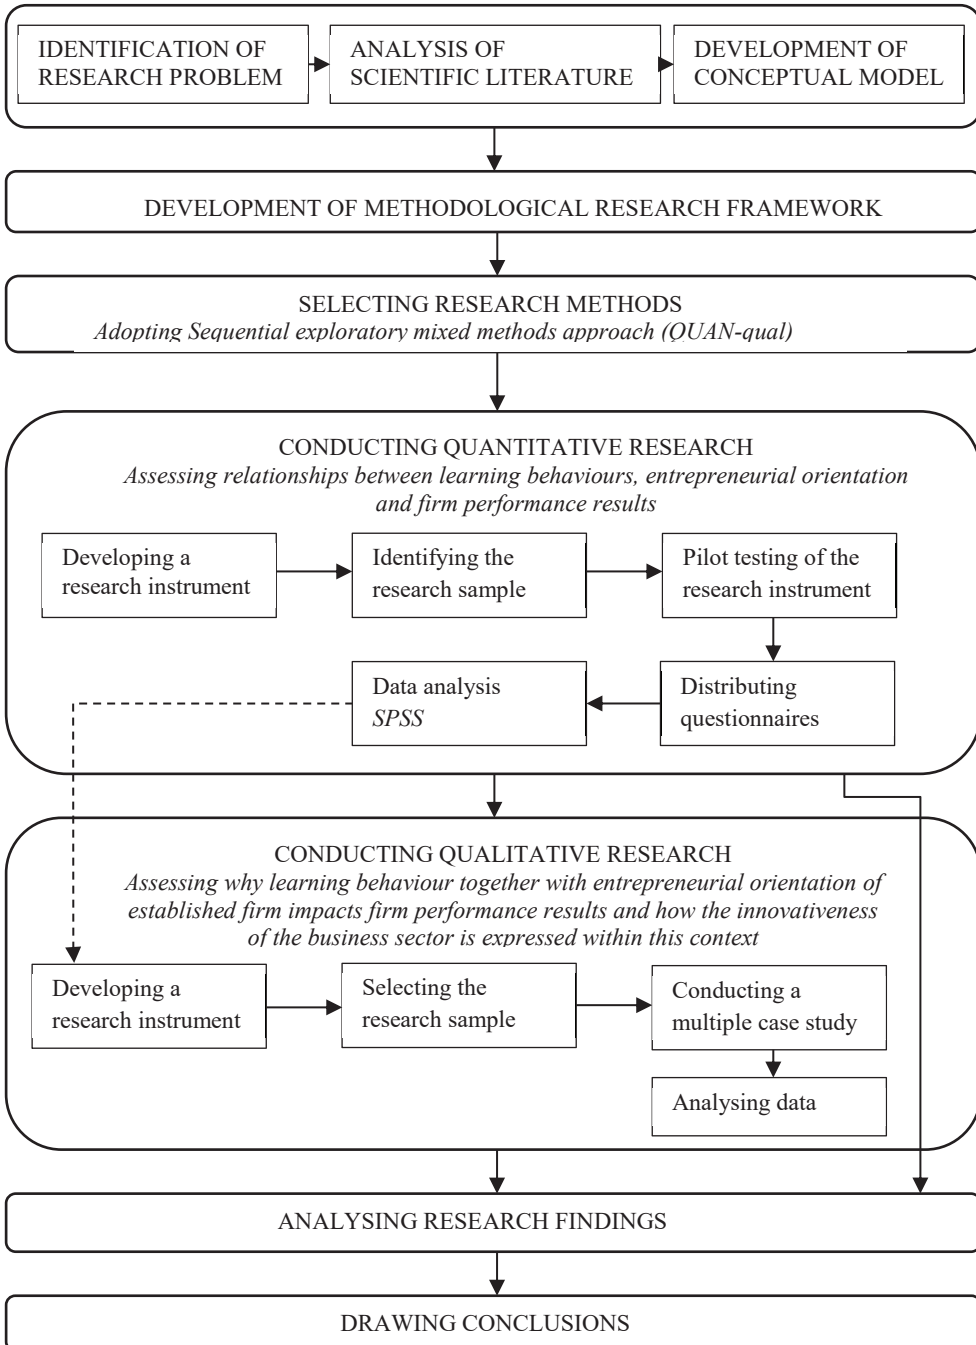 IDENTIFICATION OF
RESEARCH PROBLEM
ANALYSIS OF
SCIENTIFIC LITERATURE
DEVELOPMENT OF
CONCEPTUAL MODEL
DEVELOPMENT OF METHODOLOGICAL RESEARCH FRAMEWORK
SELECTING RESEARCH METHODS
Adopting Sequential exploratory mixed methods approach (QUAN-qual)
CONDUCTING QUANTITATIVE RESEARCH
Assessing relationships between learning behaviours, entrepreneurial orientation
and firm performance results
Developing a
research instrument
Identifying the
research sample
Pilot testing of the
research instrument
Data analysis
SPSS
Distributing
questionnaires
CONDUCTING QUALITATIVE RESEARCH
Assessing why learning behaviour together with entrepreneurial orientation of
established firm impacts firm performance results and how the innovativeness
of the business sector is expressed within this context
Developing a
research instrument
Selecting the
research sample
Conducting a
multiple case study
Analysing data
ANALYSING RESEARCH FINDINGS
DRAWING CONCLUSIONS